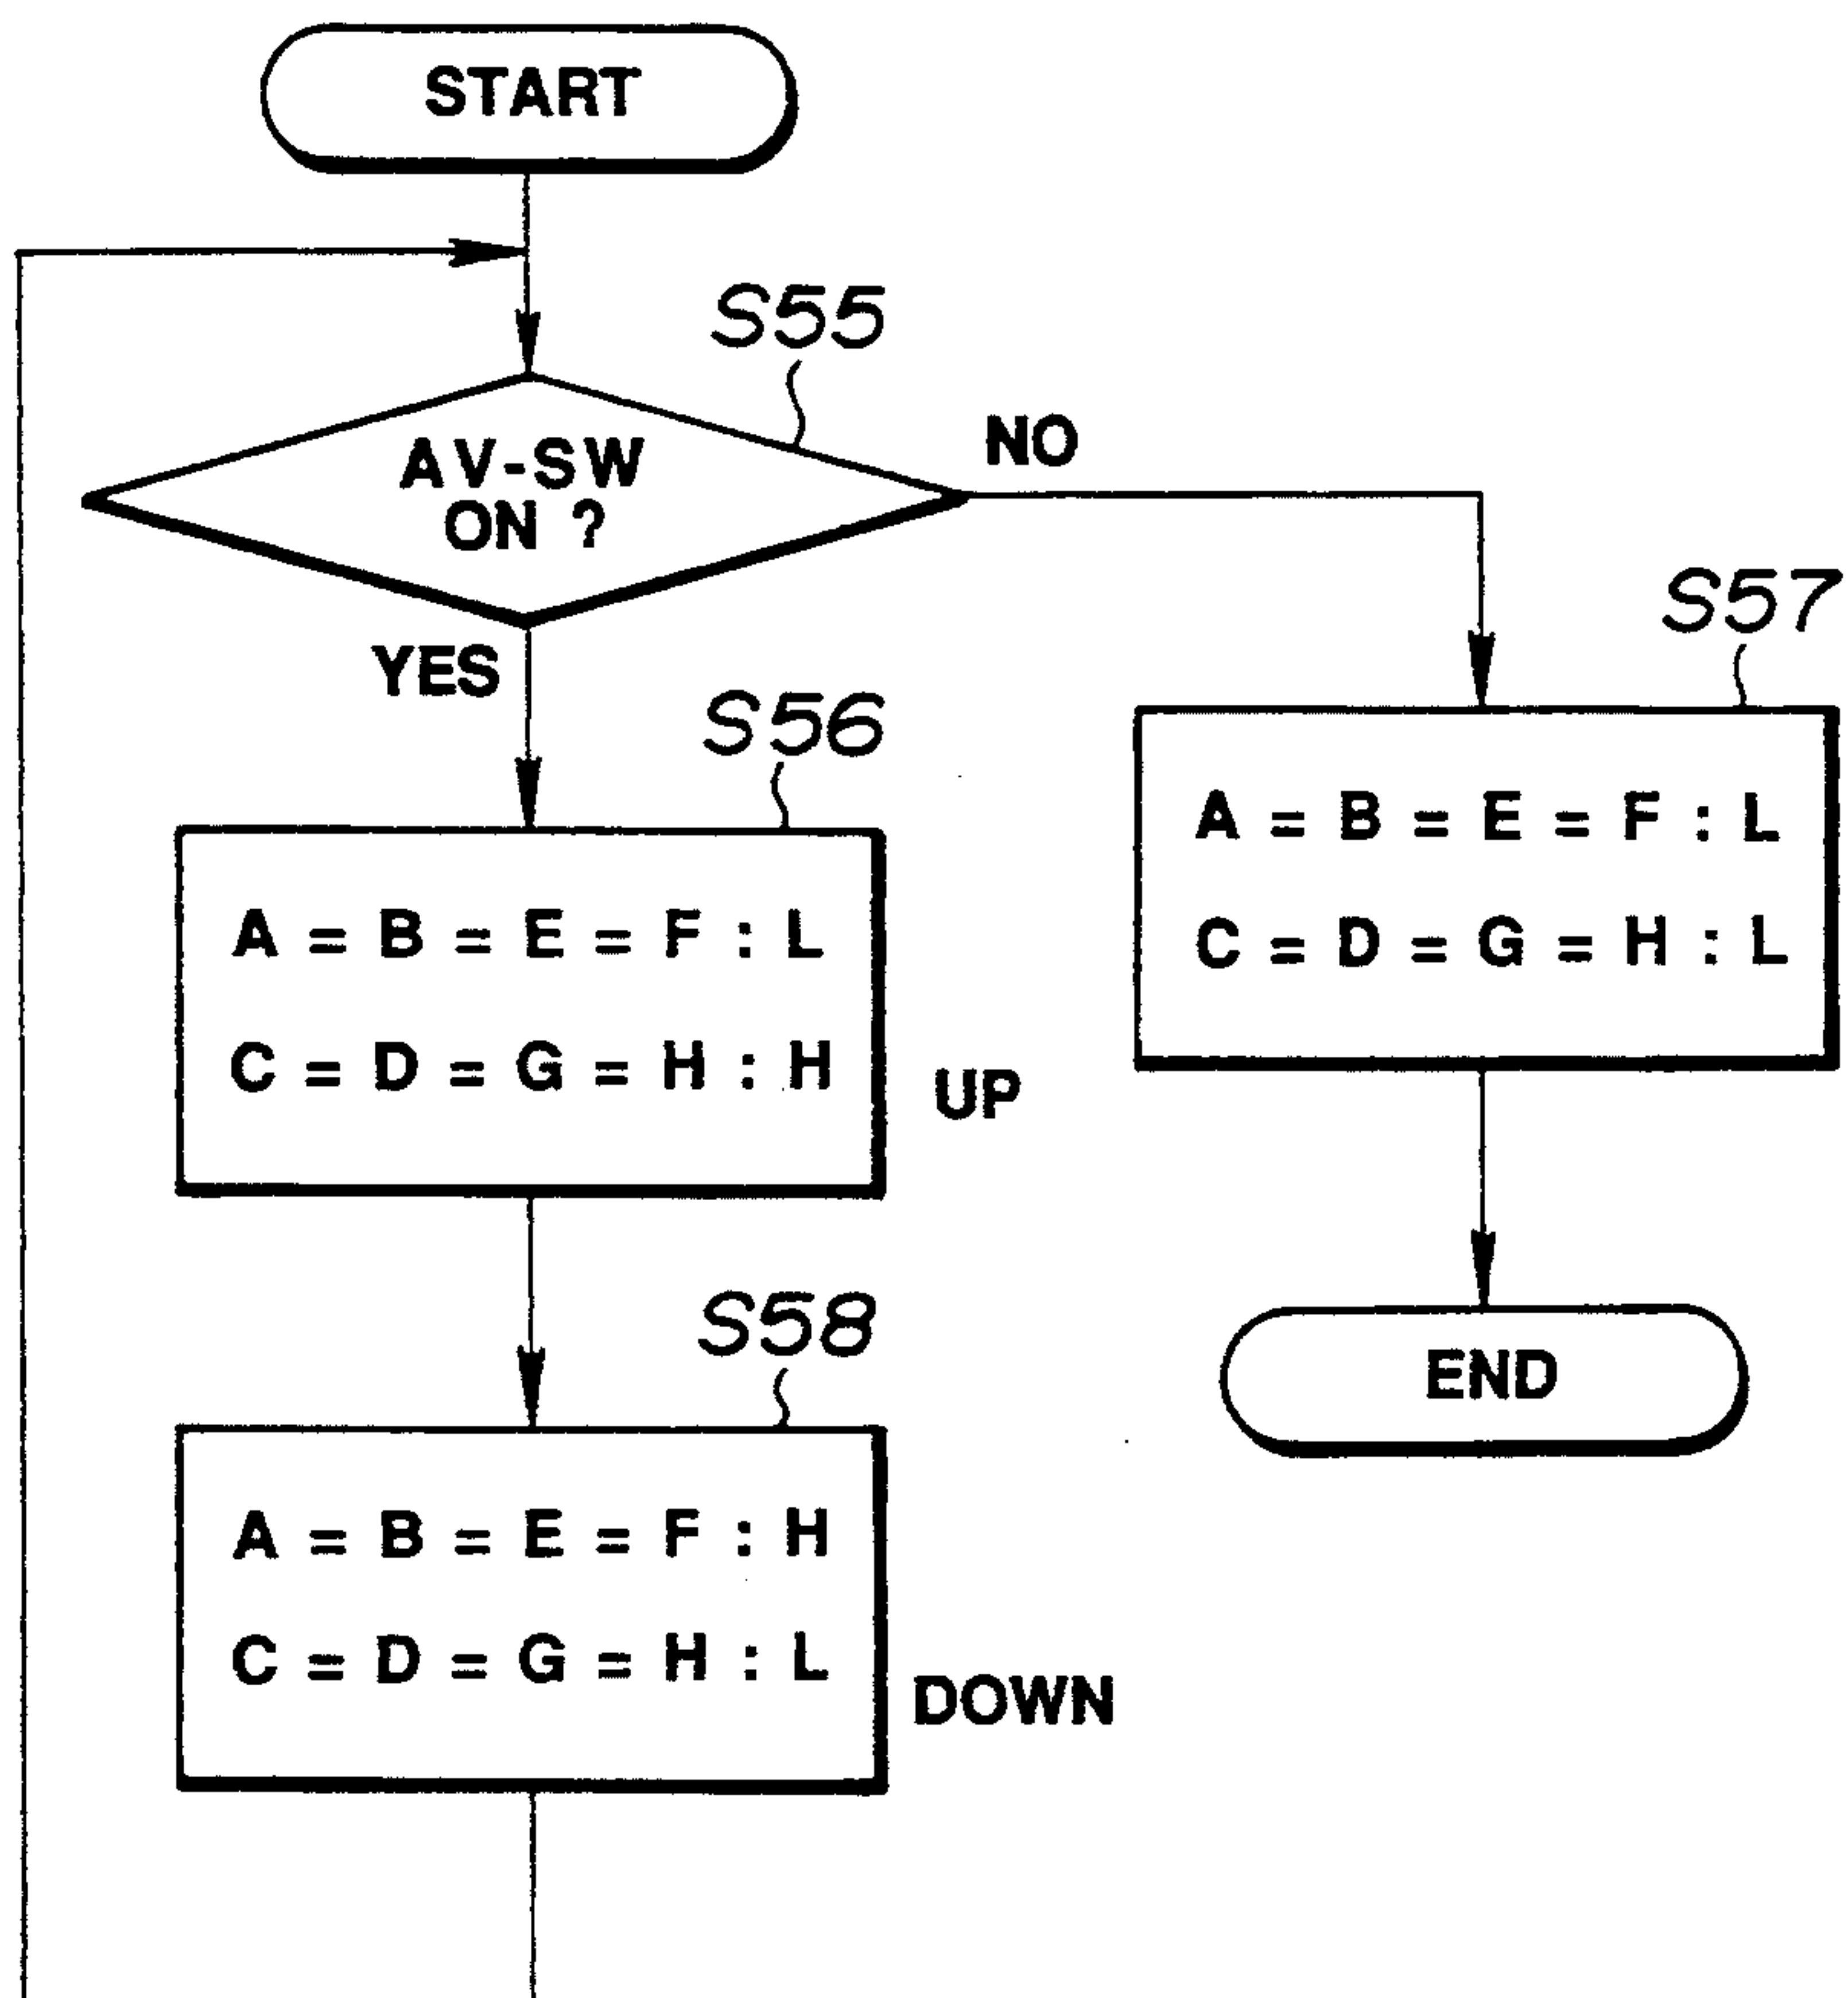 START
S55
AV-SW
ON ?
NO
YES
S57
S56
A = B = E = F : L
C = D = G = H : L
A = B = E = F : L
C = D = G = H : H
UP
S58
END
A = B = E = F : H
C = D = G = H : L
DOWN